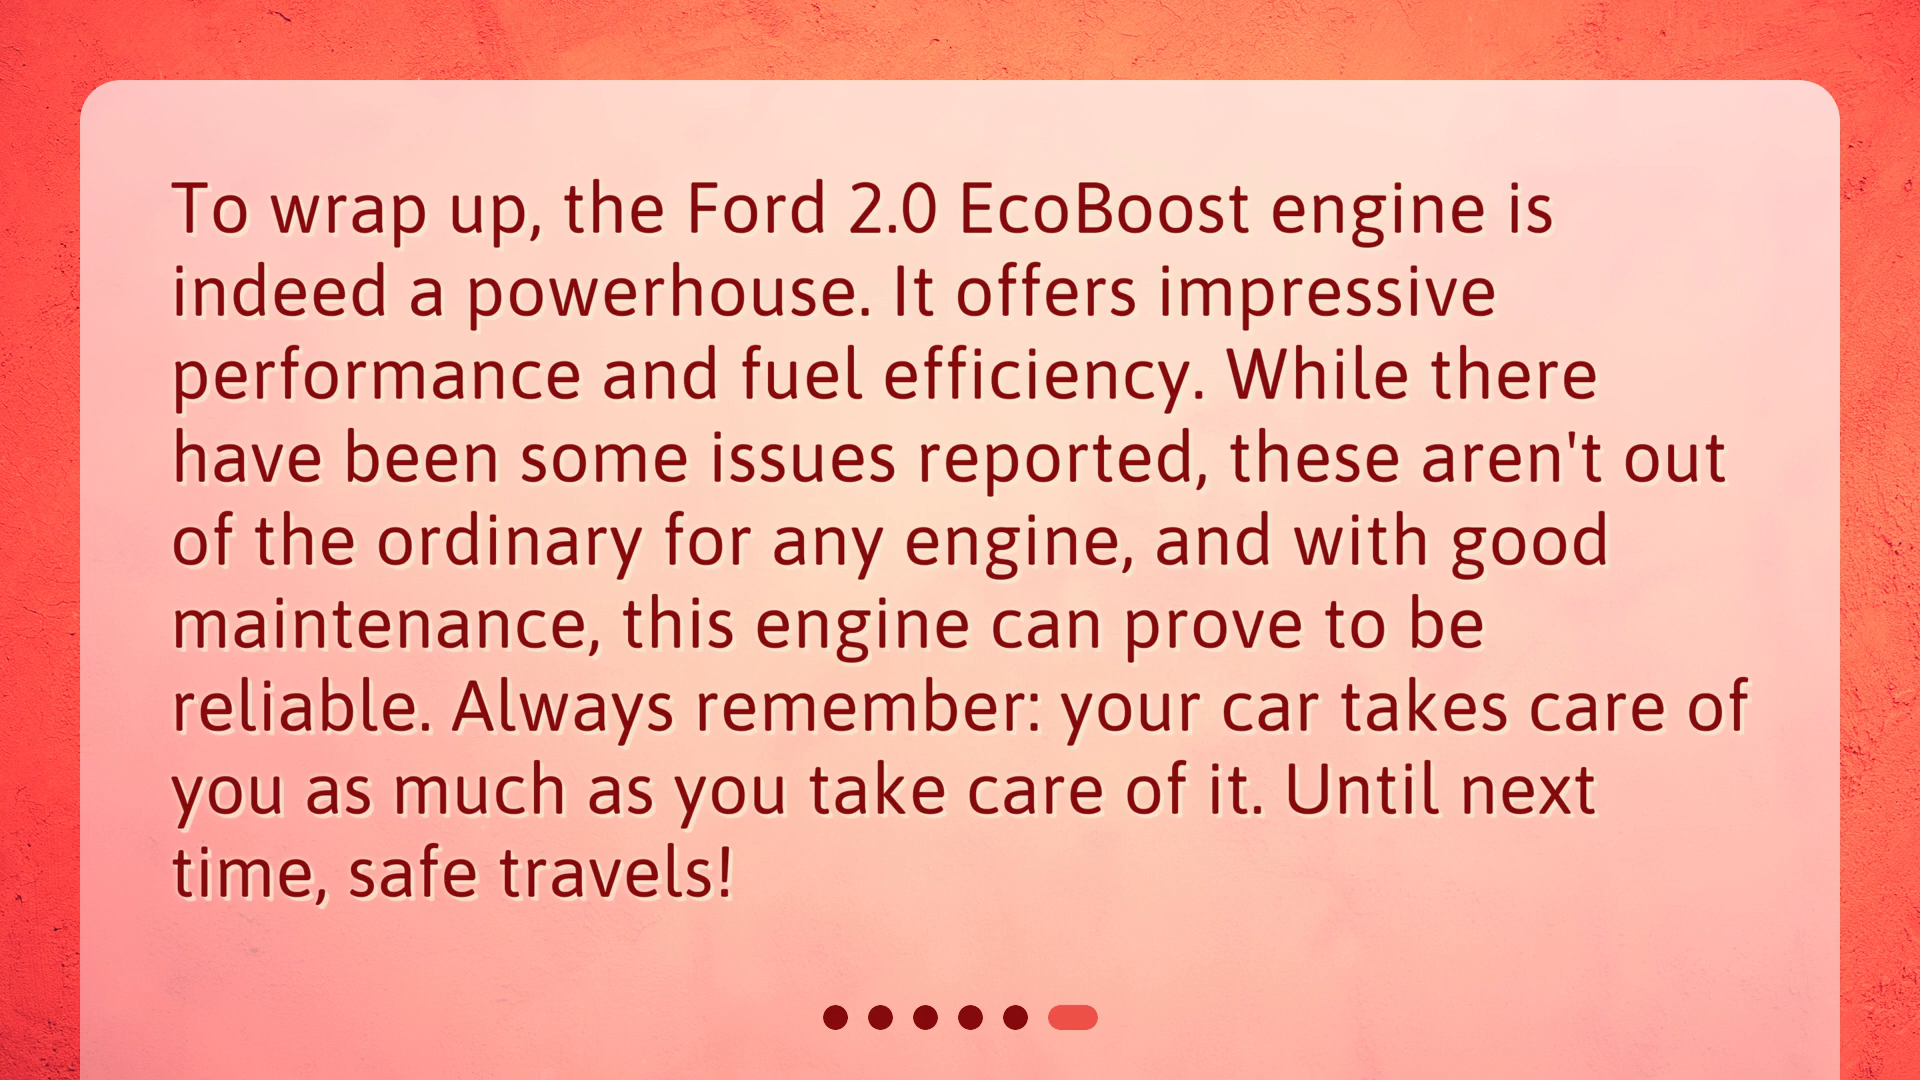 To wrap up, the Ford 2.0 EcoBoost engine is
indeed a powerhouse. It offers impressive
performance and fuel efficiency. While there
have been some issues reported, these aren't out
of the ordinary for any engine, and with good
maintenance, this engine can prove to be
reliable. Always remember: your car takes care of
you as much as you take care of it. Until next
time, safe travels!